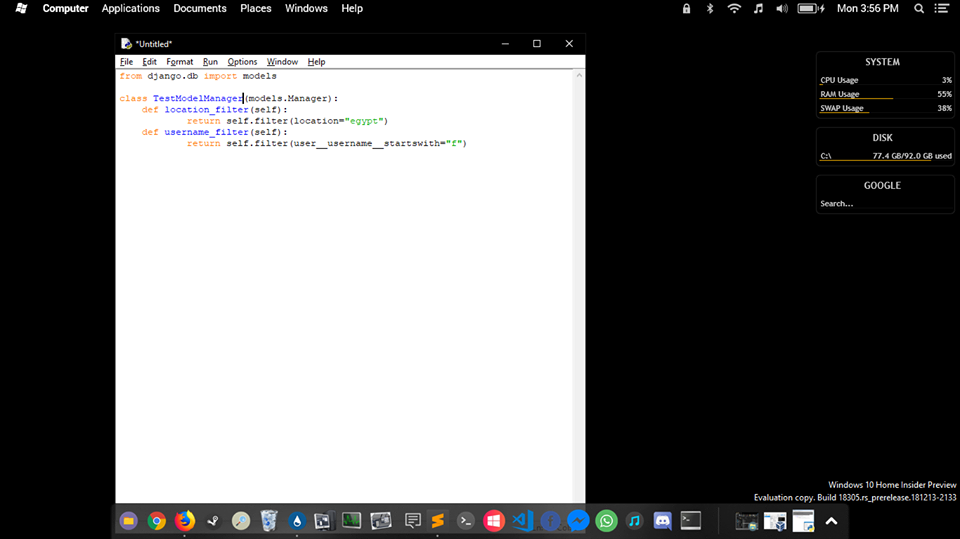 Computer Applications Documents Places Windows Help Mon 3:56 PM
*Untitled*
File Edit Format Run Options Window Help
from django.db import models
class TestModelManager(models.Manager):
def location_filter(self):
return self.filter(location="egypt")
def username_filter(self):
return self.filter(user__username__startswith="f")
SYSTEM
CPU Usage 3%
RAM Usage 55%
SWAP Usage 38%
DISK
C:\ 77.4 GB/92.0 GB used
GOOGLE
Search...
Windows 10 Home Insider Preview
Evaluation copy. Build 18305.rs_prerelease.181213-2133